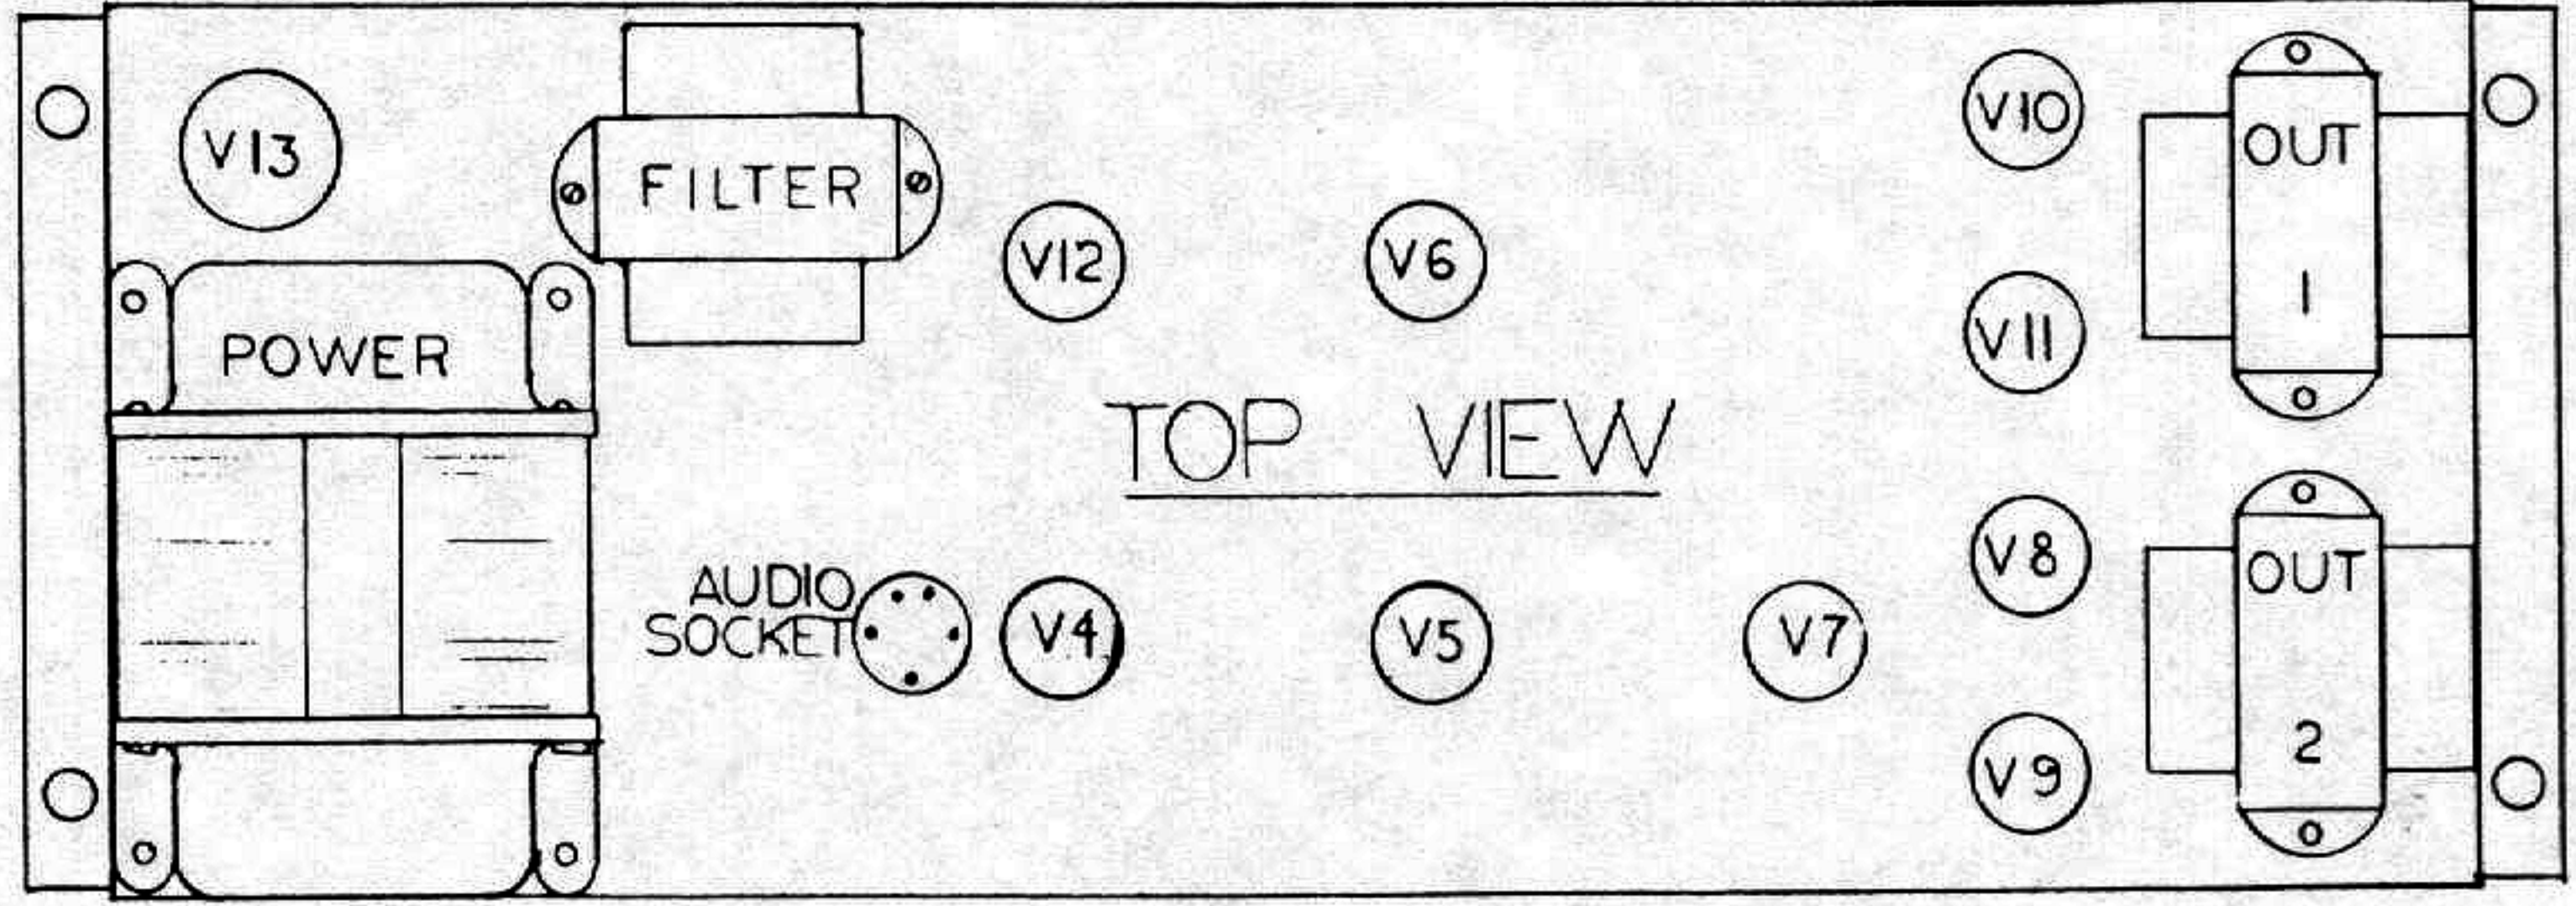 V13
FILTER
POWER
V12
V6
V10
OUT
1
V11
TOP VIEW
AUDIO
SOCKET
V4
V5
V7
V8
V9
OUT
2